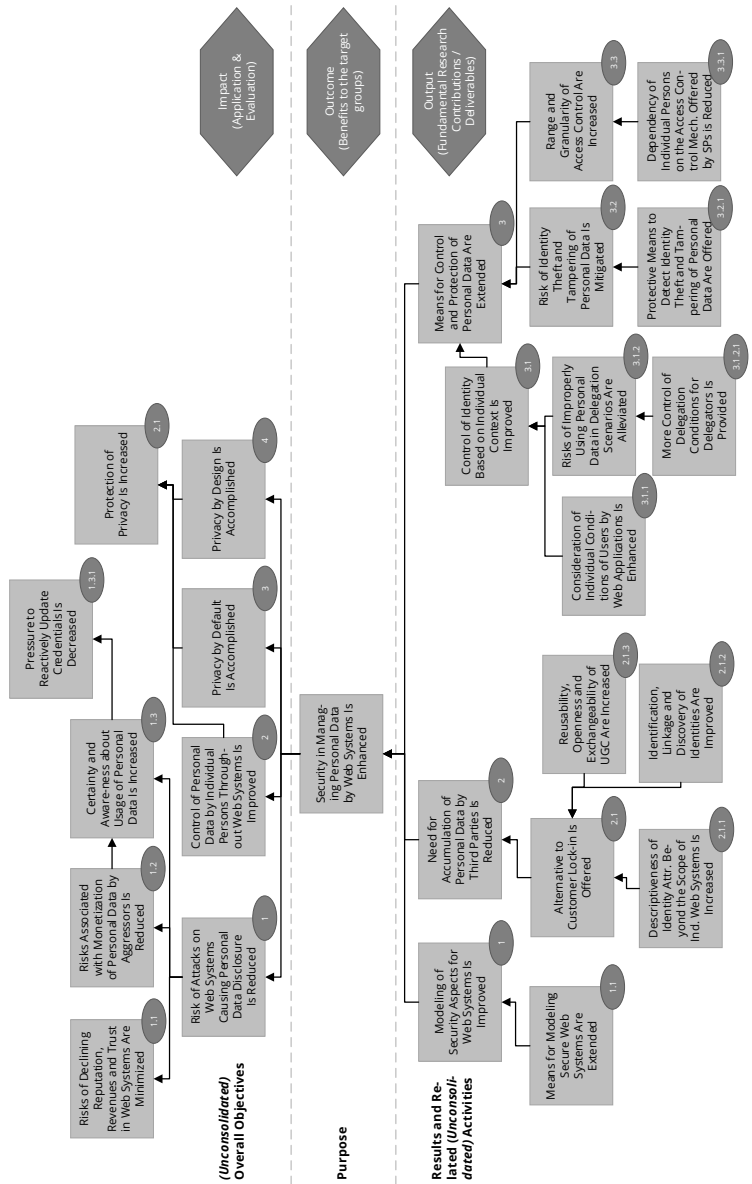 Risks of Declining
Reputation,
Revenues and Trust
in Web Systems Are
Minimized
1.1
Risks Associated
with Monetization
of Personal Data by
Aggressors Is
Reduced
1.2
Certainty and
Aware-ness about
Usage of Personal
Data Is Increased
1.3
Pressure to
Reactively Update
Credentials Is
Decreased
1.3.1
Protection of
Privacy Is Increased
2.1
Impact
(Application &
Evaluation)
(Unconsolidated)
Overall Objectives
Risk of Attacks on
Web Systems
Causing Personal
Data Disclosure
Is Reduced
1
Control of Personal
Data by Individual
Persons Through-
out Web Systems Is
Improved
2
Privacy by Default
Is Accomplished
3
Privacy by Design Is
Accomplished
4
Purpose
Security in Manag-
ing Personal Data
by Web Systems Is
Enhanced
Outcome
(Benefits to the target
groups)
Results and Re-
lated (Unconsoli-
dated) Activities
Modeling of
Security Aspects for
Web Systems Is
Improved
1
Need for
Accumulation of
Personal Data by
Third Parties Is
Reduced
2
Means for Control
and Protection of
Personal Data Are
Extended
3
Output
(Fundamental Research
Contributions /
Deliverables)
Means for Modeling
Secure Web
Systems Are
Extended
1.1
Alternative to
Customer Lock-in Is
Offered
2.1
Descriptiveness of
Identity Attr. Be-
yond the Scope of
Ind. Web Systems Is
Increased
2.1.1
Reusability,
Openness and
Exchangeability of
UGC Are Increased
2.1.3
Identification,
Linkage and
Discovery of
Identities Are
Improved
2.1.2
Control of Identity
Based on Individual
Context Is
Improved
3.1
Consideration of
Individual Condi-
tions of Users by
Web Applications Is
Enhanced
3.1.1
Risks of Improperly
Using Personal
Data in Delegation
Scenarios Are
Alleviated
3.1.2
More Control of
Delegation
Conditions for
Delegators Is
Provided
3.1.2.1
Risk of Identity
Theft and
Tampering of
Personal Data Is
Mitigated
3.2
Protective Means to
Detect Identity
Theft and Tam-
pering of Personal
Data Are Offered
3.2.1
Range and
Granularity of
Access Control Are
Increased
3.3
Dependency of
Individual Persons
on the Access Con-
trol Mech. Offered
by SPs is Reduced
3.3.1